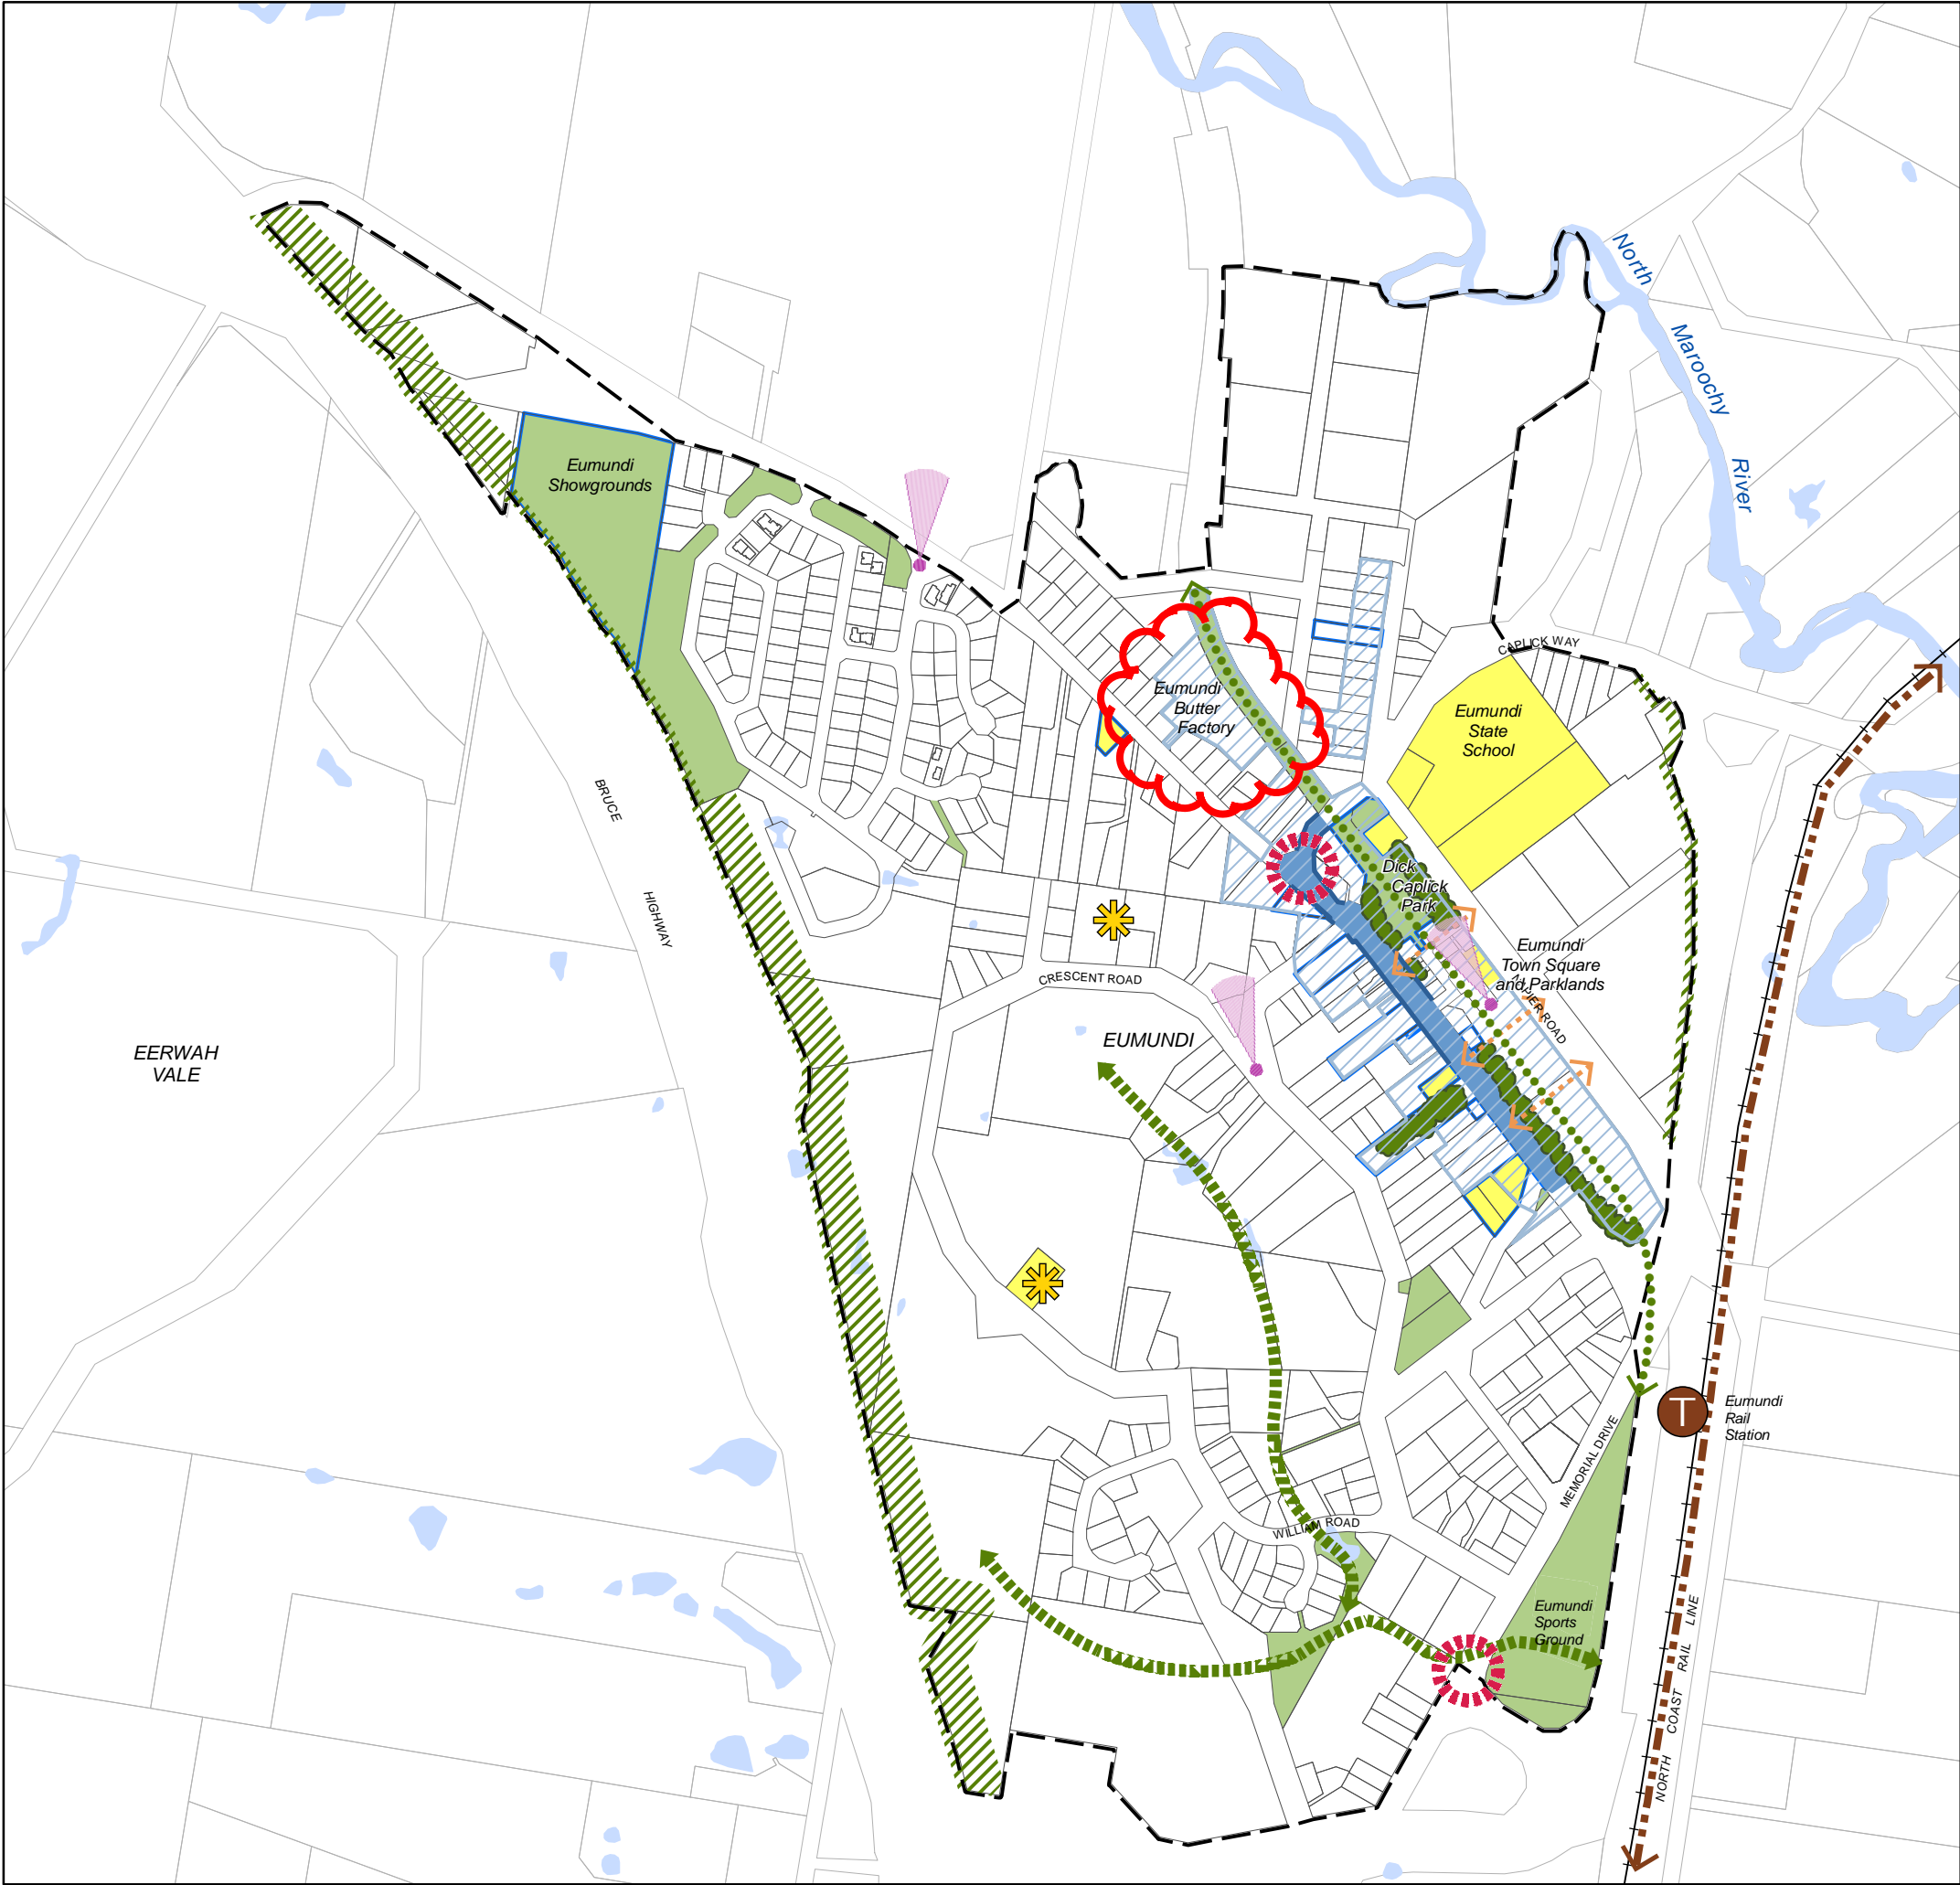 North
Maroochy
River
Eumundi
Showgrounds
CAPLICK WAY
Eumundi
Butter
Factory
Eumundi
State
School
BRUCE
HIGHWAY
Dick
Caplick
Park
Eumundi
Town Square
and Parklands
CRESCENT ROAD
EUMUNDI
EERWAH
VALE
T
Eumundi
Rail
Station
MEMORIAL DRIVE
WILLIAM ROAD
Eumundi
Sports
Ground
NORTH COAST RAIL LINE